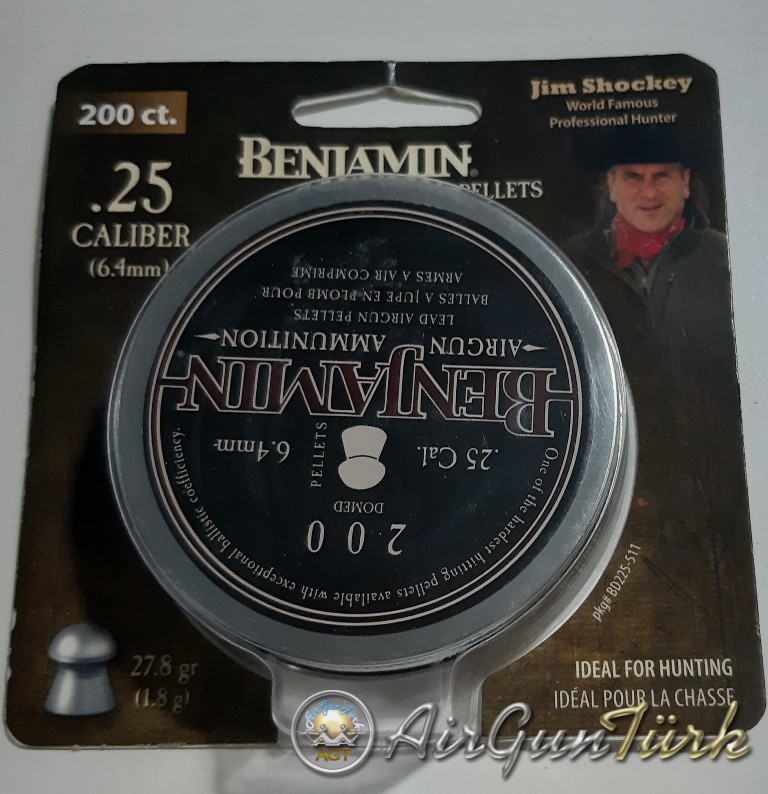 200 ct.
.25
CALIBER
(6.4mm)
BENJAMIN®
PELLETS
Jim Shockey
World Famous
Professional Hunter
BENJAMIN
AIRGUN AMMUNITION
LEAD AIRGUN PELLETS
BALLES A JUPE EN PLOMB POUR
ARMES A AIR COMPRIME
.25 Cal.
PELLETS
6.4mm
DOMED
200
One of the hardest hitting pellets available with exceptional ballistic coefficiency.
pkg# BD225-511
27.8 gr
(1.8 g)
IDEAL FOR HUNTING
IDÉAL POUR LA CHASSE
AirGunTürk
AGT
AirGunTürk